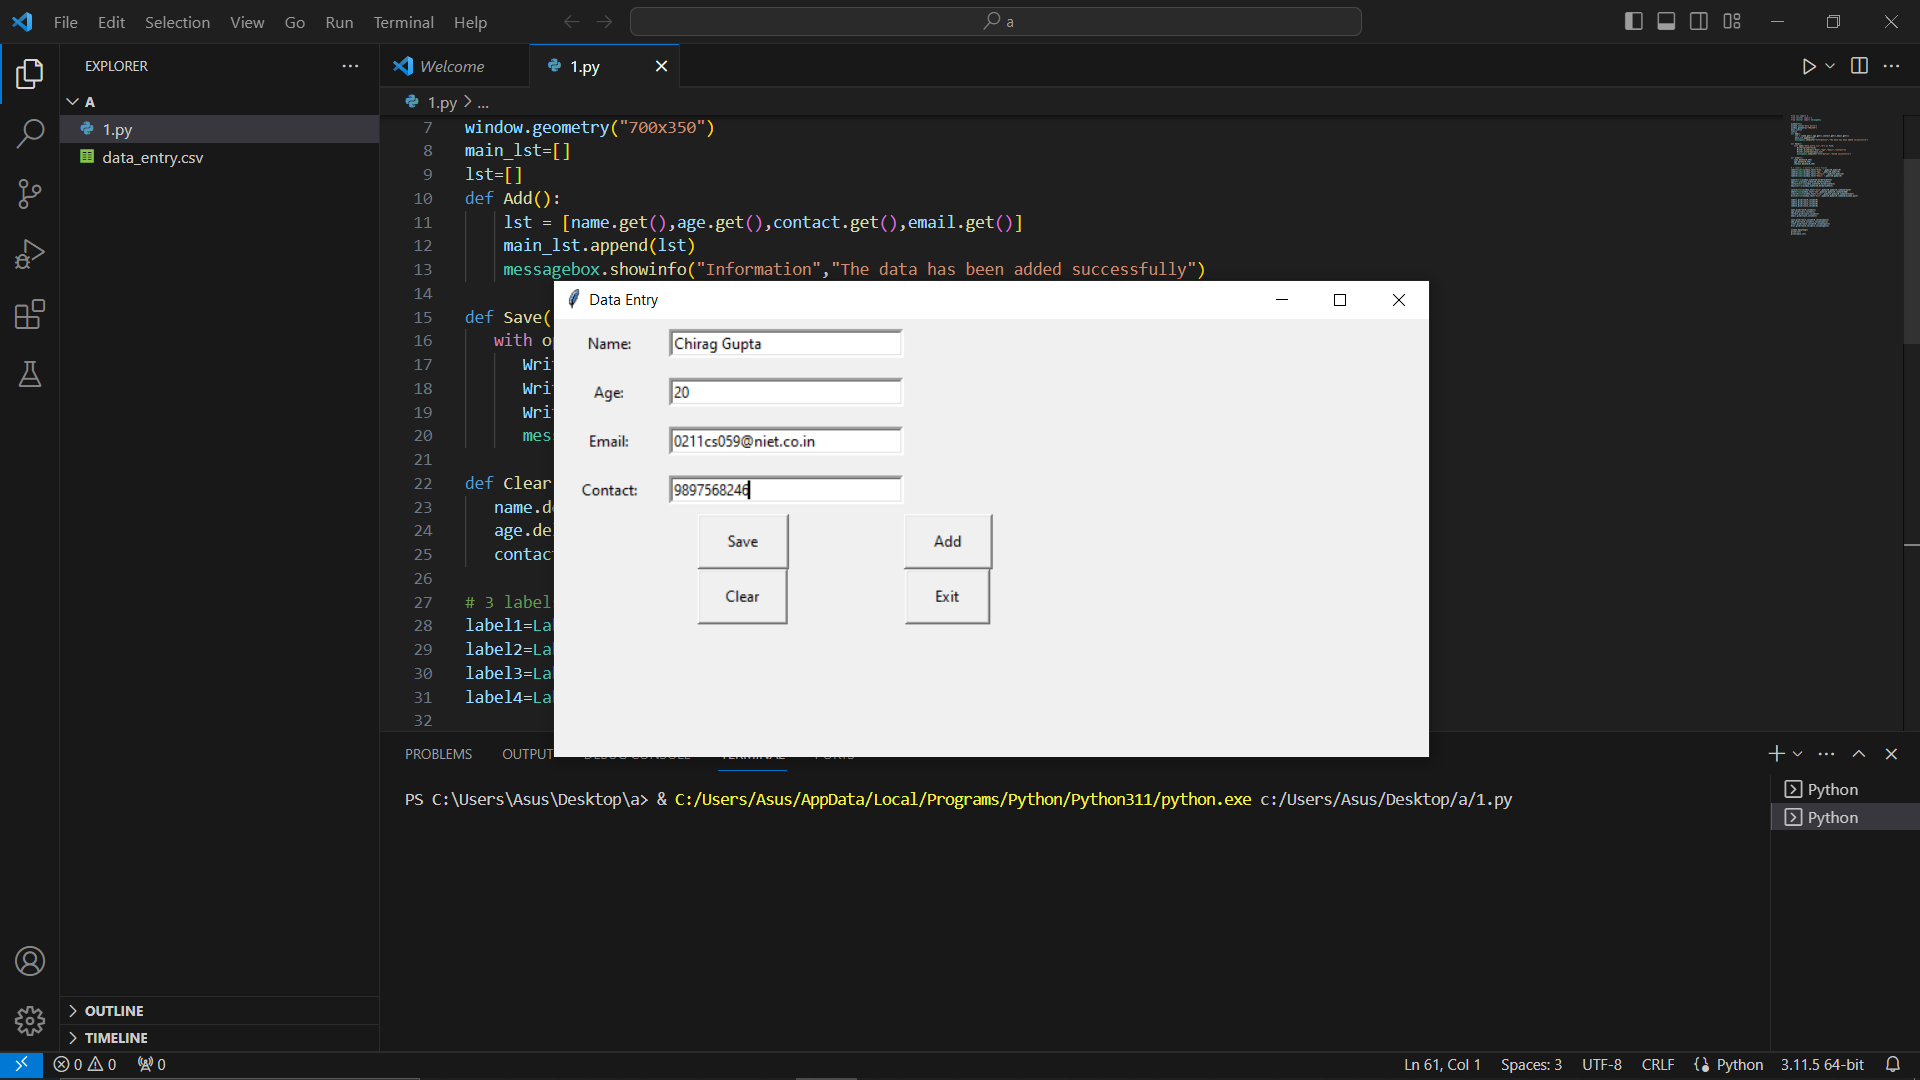 File Edit Selection View Go Run Terminal Help
a
EXPLORER
A
1.py
data_entry.csv
Welcome
1.py
1.py > ...
7 window.geometry("700x350")
8 main_lst=[]
9 lst=[]
10 def Add():
11 lst = [name.get(),age.get(),contact.get(),email.get()]
12 main_lst.append(lst)
13 messagebox.showinfo("Information","The data has been added successfully")
14
15 def Save(
16 with o
17 Wri
18 Wri
19 Wri
20 mes
21
22 def Clear
23 name.de
24 age.del
25 contact
26
27 # 3 label
28 label1=La
29 label2=La
30 label3=La
31 label4=La
32
Data Entry
Name: Chirag Gupta
Age: 20
Email: 0211cs059@niet.co.in
Contact: 9897568246
Save Add
Clear Exit
PROBLEMS OUTPUT DEBUG CONSOLE TERMINAL PORTS
PS C:\Users\Asus\Desktop\a> & C:/Users/Asus/AppData/Local/Programs/Python/Python311/python.exe c:/Users/Asus/Desktop/a/1.py
Python
Python
OUTLINE
TIMELINE
0 0 0
Ln 61, Col 1 Spaces: 3 UTF-8 CRLF Python 3.11.5 64-bit